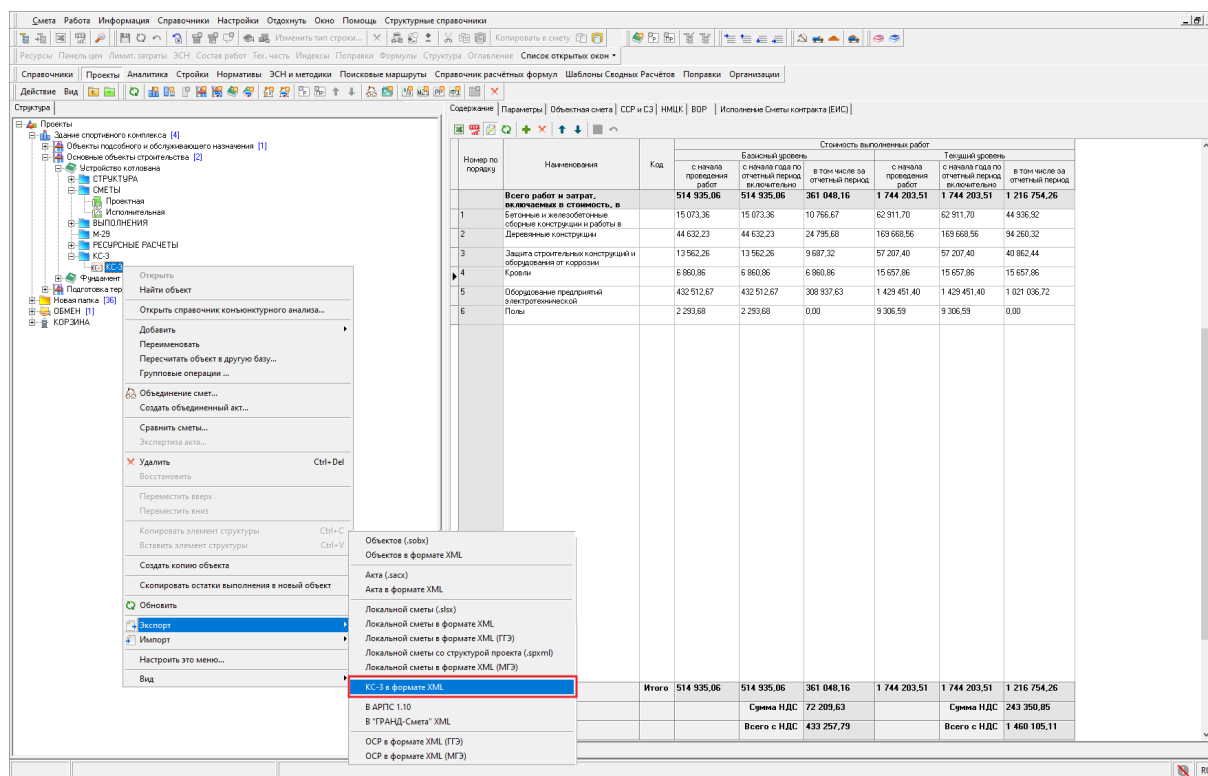 Смета Работа Информация Справочники Настройки Отдохнуть Окно Помощь Структурные справочники
Изменить тип строки... Копировать в смету
Ресурсы Панель цен Лимит. затраты ЭСН Состав работ Тех. часть Индексы Поправки Формулы Структура Оглавление Список открытых окон
Справочники Проекты Аналитика Стройки Нормативы ЭСН и методики Поисковые маршруты Справочник расчётных формул Шаблоны Сводных Расчётов Поправки Организации
Действие Вид
Структура
Проекты
Здание спортивного комплекса [4]
Объекты подсобного и обслуживающего назначения [1]
Основные объекты строительства [2]
Устройство котлована
СТРУКТУРА
СМЕТЫ
Проектная
Исполнительная
ВЫПОЛНЕНИЯ
М-29
РЕСУРСНЫЕ РАСЧЕТЫ
КС-3
КС-3 КС-3
Фундамент
Подготовка тер
Новая папка [36]
ОБМЕН [1]
КОРЗИНА
Открыть
Найти объект
Открыть справочник конъюнктурного анализа...
Добавить
Переименовать
Пересчитать объект в другую базу...
Групповые операции ...
Объединение смет...
Создать объединенный акт...
Сравнить сметы...
Экспертиза акта...
Удалить Ctrl+Del
Восстановить
Переместить вверх
Переместить вниз
Копировать элемент структуры Ctrl+C
Вставить элемент структуры Ctrl+V
Создать копию объекта
Скопировать остатки выполнения в новый объект
Обновить
Экспорт
Импорт
Настроить это меню...
Вид
Объектов (.sobx)
Объектов в формате XML
Акта (.sacx)
Акта в формате XML
Локальной сметы (.slsx)
Локальной сметы в формате XML
Локальной сметы в формате XML (ГГЭ)
Локальной сметы со структурой проекта (.spxml)
Локальной сметы в формате XML (МГЭ)
КС-3 в формате XML
В АРПС 1.10
В "ГРАНД-Смета" XML
ОСР в формате XML (ГГЭ)
ОСР в формате XML (МГЭ)
Содержание Параметры Объектная смета ССР и СЗ НМЦК ВОР Исполнение Сметы контракта (ЕИС)
Номер по порядку Наименования Код Стоимость выполненных работ
Базисный уровень Текущий уровень
с начала проведения работ с начала года по отчетный период включительно в том числе за отчетный период с начала проведения работ с начала года по отчетный период включительно в том числе за отчетный период
Всего работ и затрат, включаемых в стоимость, в 514 935,06 514 935,06 361 048,16 1 744 203,51 1 744 203,51 1 216 754,26
1 Бетонные и железобетонные сборные конструкции и работы в 15 073,36 15 073,36 10 766,67 62 911,70 62 911,70 44 936,92
2 Деревянные конструкции 44 632,23 44 632,23 24 795,68 169 668,56 169 668,56 94 260,32
3 Защита строительных конструкций и оборудования от коррозии 13 562,26 13 562,26 9 687,32 57 207,40 57 207,40 40 862,44
4 Кровли 6 860,86 6 860,86 6 860,86 15 657,86 15 657,86 15 657,86
5 Оборудование предприятий электротехнической 432 512,67 432 512,67 308 937,63 1 429 451,40 1 429 451,40 1 021 036,72
6 Полы 2 293,68 2 293,68 0,00 9 306,59 9 306,59 0,00
Итого 514 935,06 514 935,06 361 048,16 1 744 203,51 1 744 203,51 1 216 754,26
Сумма НДС 72 209,63 Сумма НДС 243 350,85
Всего с НДС 433 257,79 Всего с НДС 1 460 105,11